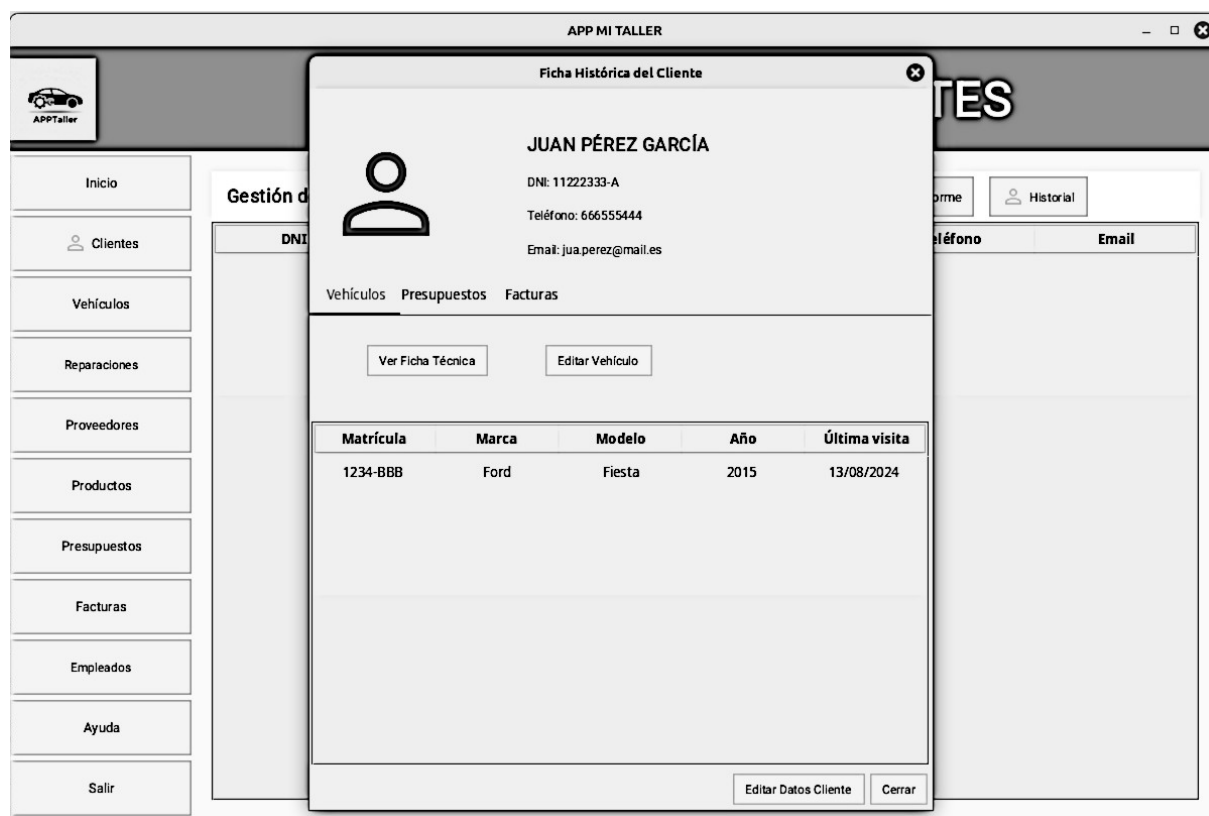 APP MI TALLER
APPTaller
Ficha Histórica del Cliente
JUAN PÉREZ GARCÍA
DNI: 11222333-A
Teléfono: 666555444
Email: jua.perez@mail.es
Inicio
Clientes
Vehículos
Reparaciones
Proveedores
Productos
Presupuestos
Facturas
Empleados
Ayuda
Salir
Gestión
Historial
DNI
Email
Vehículos Presupuestos Facturas
Ver Ficha Técnica Editar Vehículo
Matrícula Marca Modelo Año Última visita
1234-BBB Ford Fiesta 2015 13/08/2024
Editar Datos Cliente Cerrar